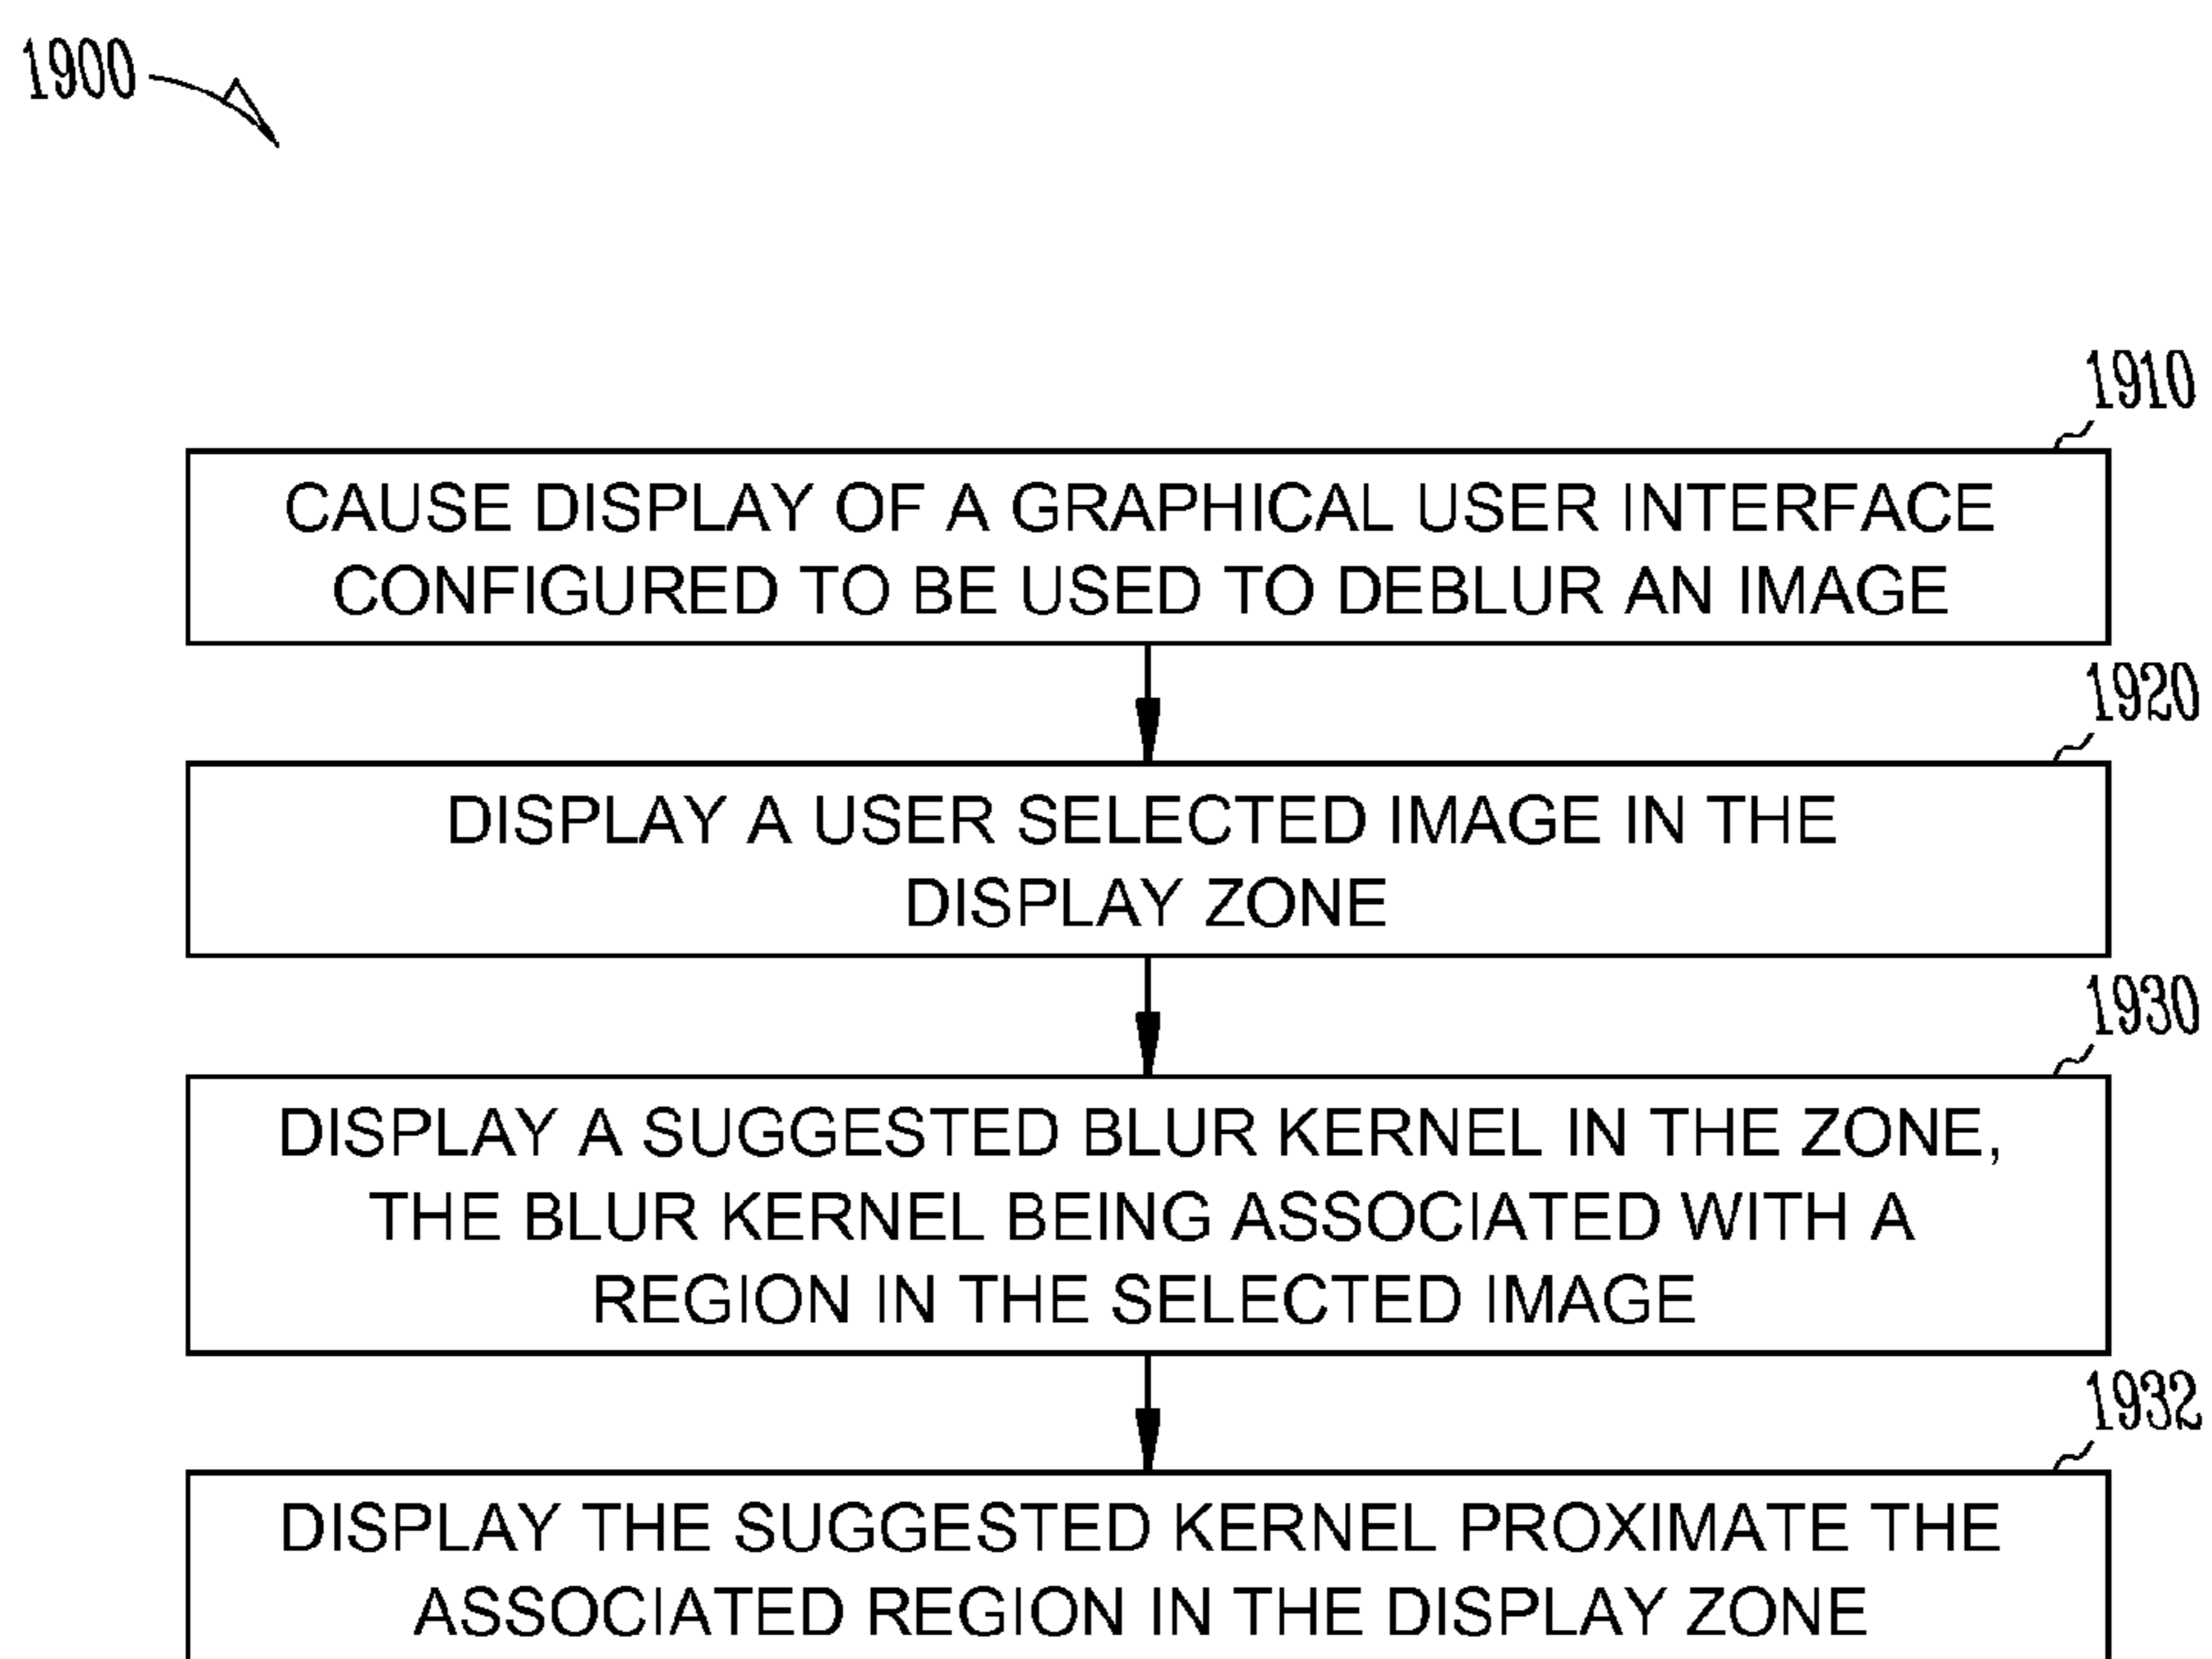 1900
1910
CAUSE DISPLAY OF A GRAPHICAL USER INTERFACE
CONFIGURED TO BE USED TO DEBLUR AN IMAGE
1920
DISPLAY A USER SELECTED IMAGE IN THE
DISPLAY ZONE
1930
DISPLAY A SUGGESTED BLUR KERNEL IN THE ZONE,
THE BLUR KERNEL BEING ASSOCIATED WITH A
REGION IN THE SELECTED IMAGE
1932
DISPLAY THE SUGGESTED KERNEL PROXIMATE THE
ASSOCIATED REGION IN THE DISPLAY ZONE